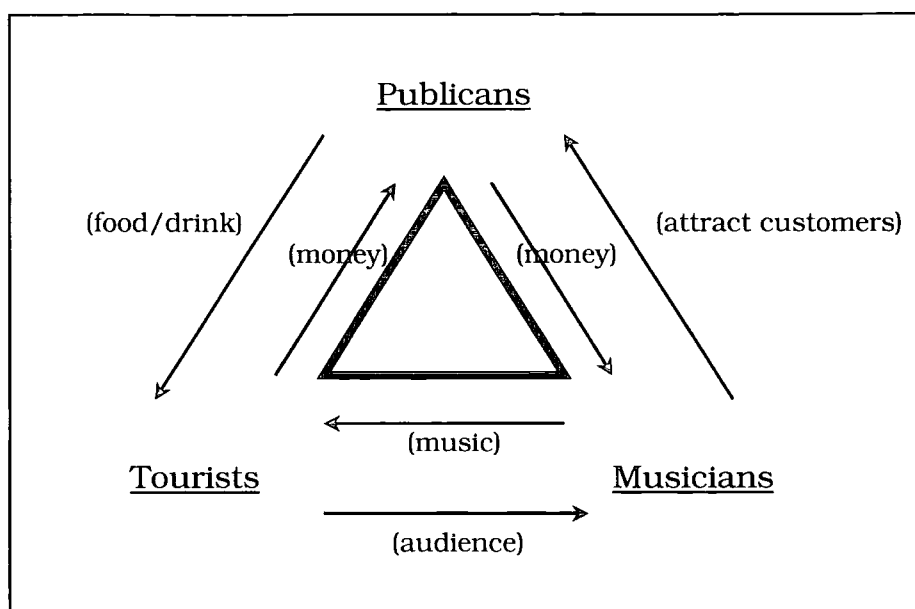 Publicans
(food/drink)
(money)
(money)
(attract customers)
(music)
Tourists
Musicians
(audience)